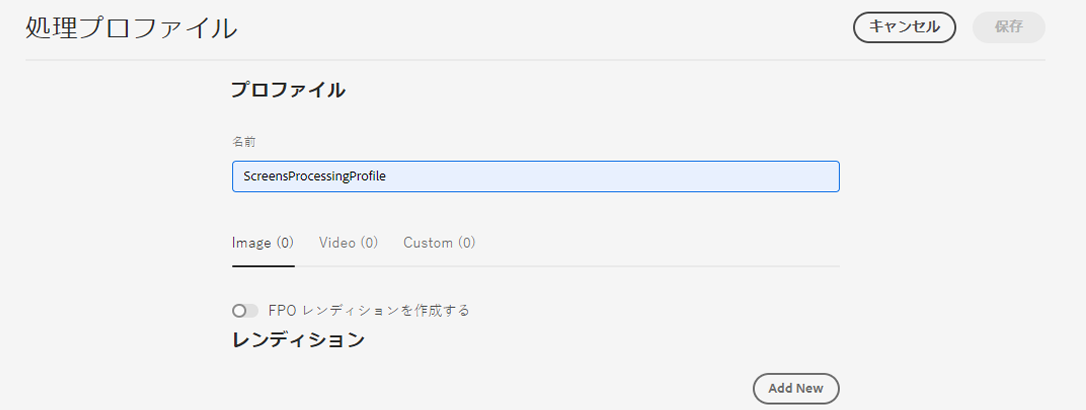 処理プロファイル
キャンセル
保存
プロファイル
名前
ScreensProcessingProfile
Image (0) Video (0) Custom (0)
FPO レンディションを作成する
レンディション
Add New